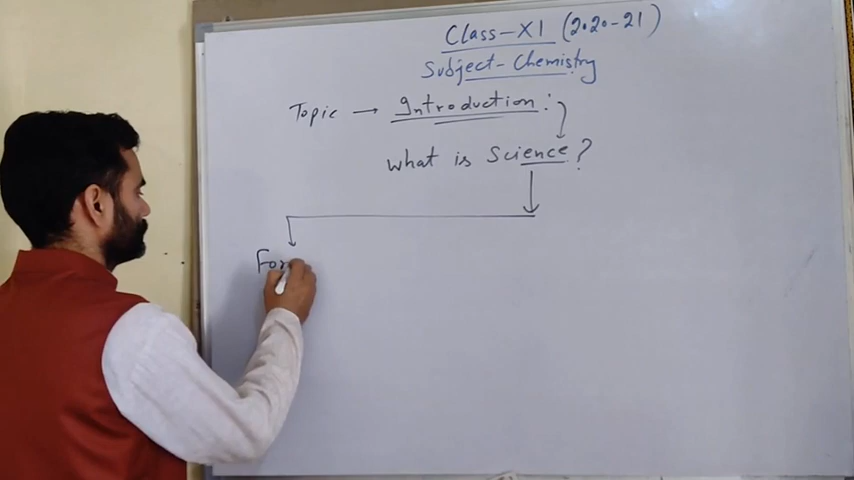 Class-XI (2020-21)
Subject-Chemistry
Topic → Introduction:
What is Science?
For